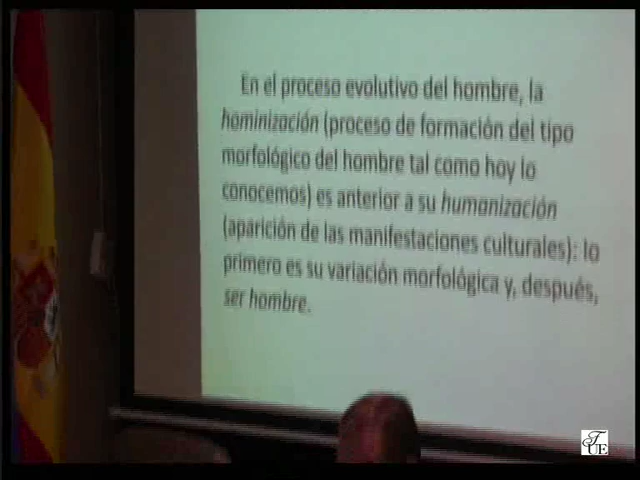 En el proceso evolutivo del hombre, la
hominización (proceso de formación del tipo
morfológico del hombre tal como hoy lo
conocemos) es anterior a su humanización
(aparición de las manifestaciones culturales): lo
primero es su variación morfológica y, después,
ser hombre.
FUE